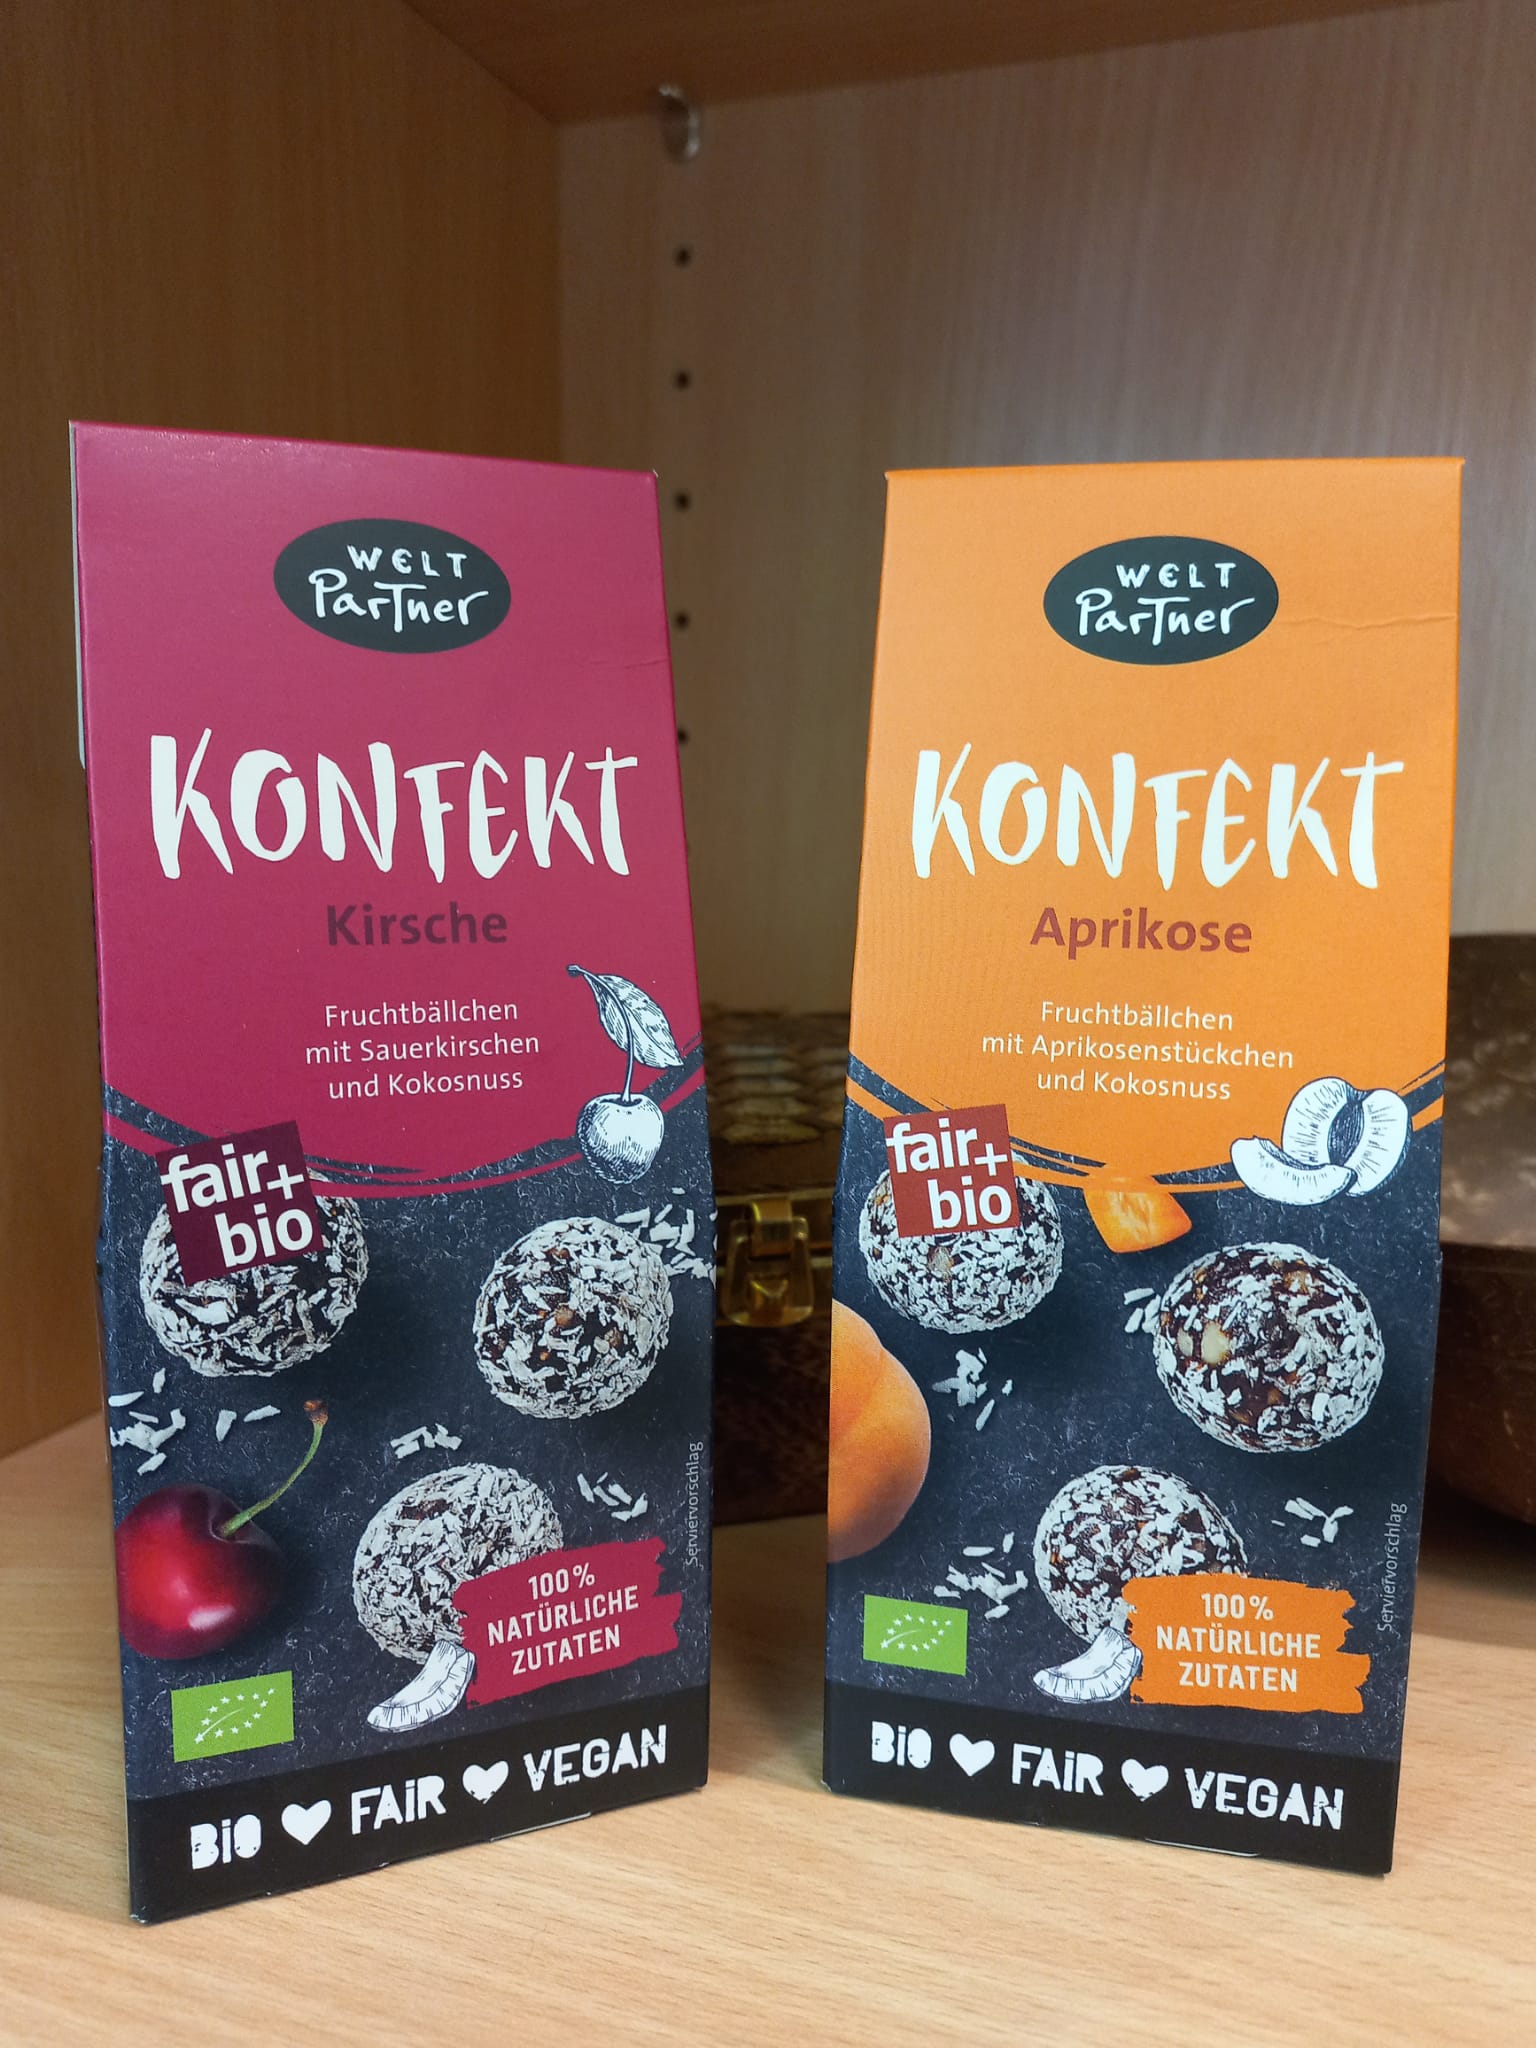 WELT
Partner
KONFEKT
Kirsche
Fruchtbällchen
mit Sauerkirschen
und Kokosnuss
fair+
bio
Serviervorschlag
100%
NATÜRLICHE
ZUTATEN
BiO FAiR VEGAN
WELT
Partner
KONFEKT
Aprikose
Fruchtbällchen
mit Aprikosenstückchen
und Kokosnuss
fair+
bio
Serviervorschlag
100%
NATÜRLICHE
ZUTATEN
BiO FAiR VEGAN